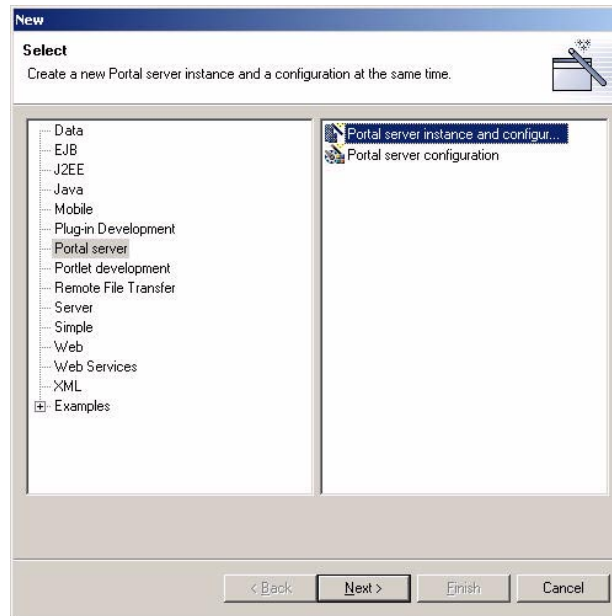 New
Select
Create a new Portal server instance and a configuration at the same time.
Data
EJB
J2EE
Java
Mobile
Plug-in Development
Portal server
Portlet development
Remote File Transfer
Server
Simple
Web
Web Services
XML
Examples
Portal server instance and configur...
Portal server configuration
< Back
Next >
Finish
Cancel